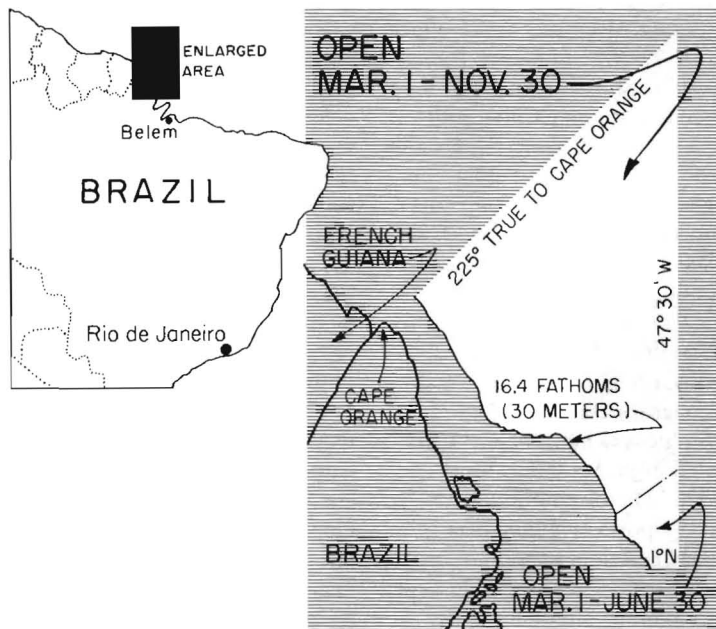 ENLARGED
AREA
Belem
BRAZIL
Rio de Janeiro
OPEN
MAR. 1 - NOV. 30
225° TRUE TO CAPE ORANGE
FRENCH
GUIANA
47° 30' W
16.4 FATHOMS
(30 METERS)
CAPE
ORANGE
BRAZIL
1°N
OPEN
MAR. 1 - JUNE 30